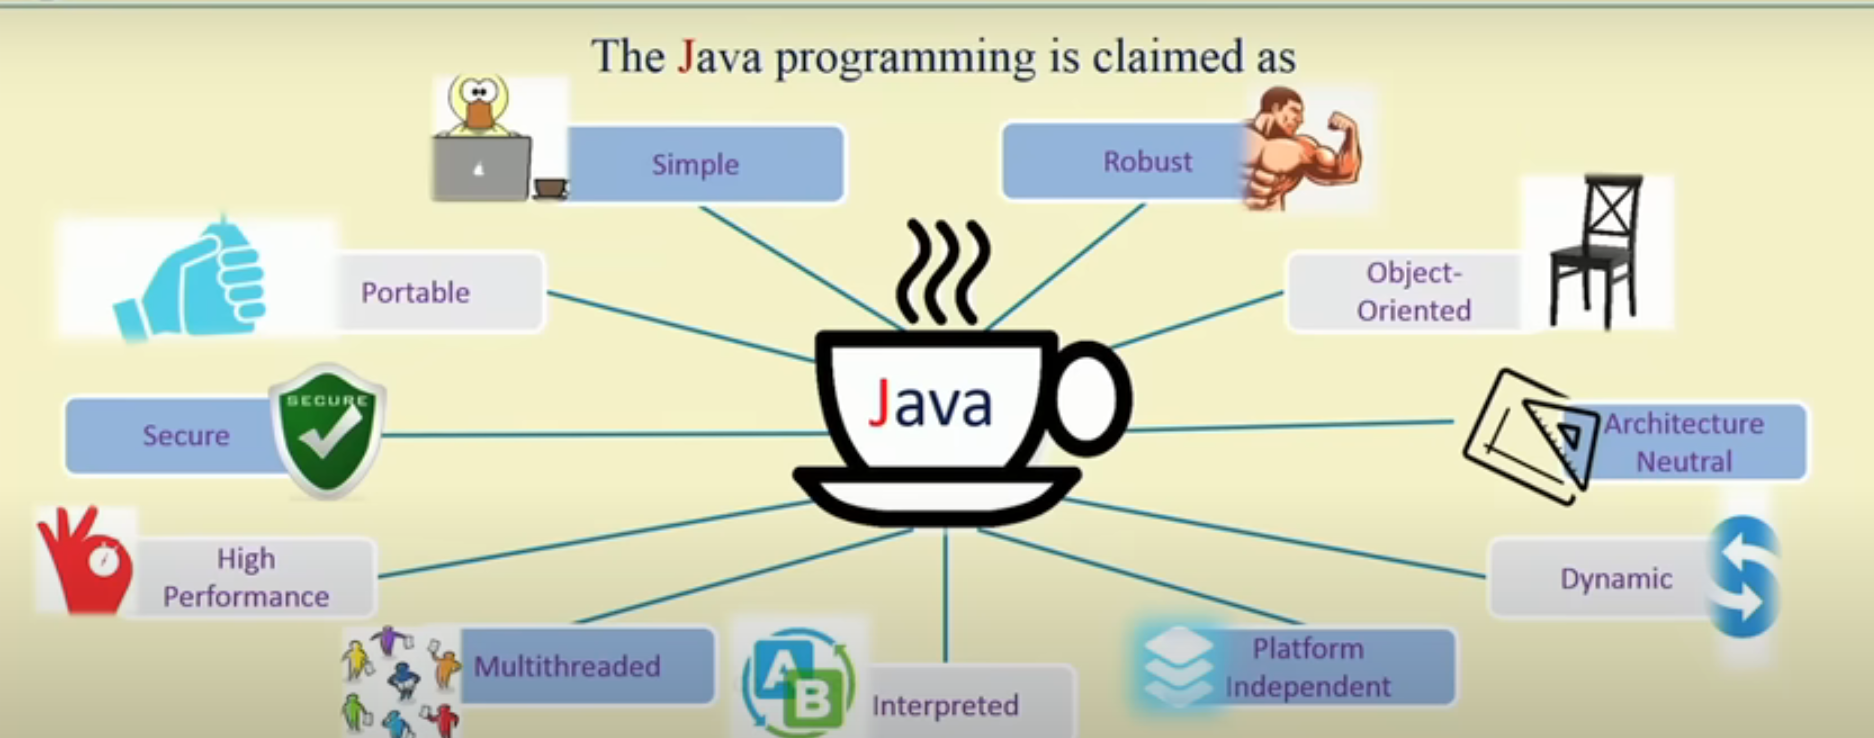 The Java programming is claimed as
Simple
Robust
Portable
Object-
Oriented
Java
SECURE
Secure
Architecture
Neutral
High
Performance
Dynamic
Multithreaded
A
B
Interpreted
Platform
Independent